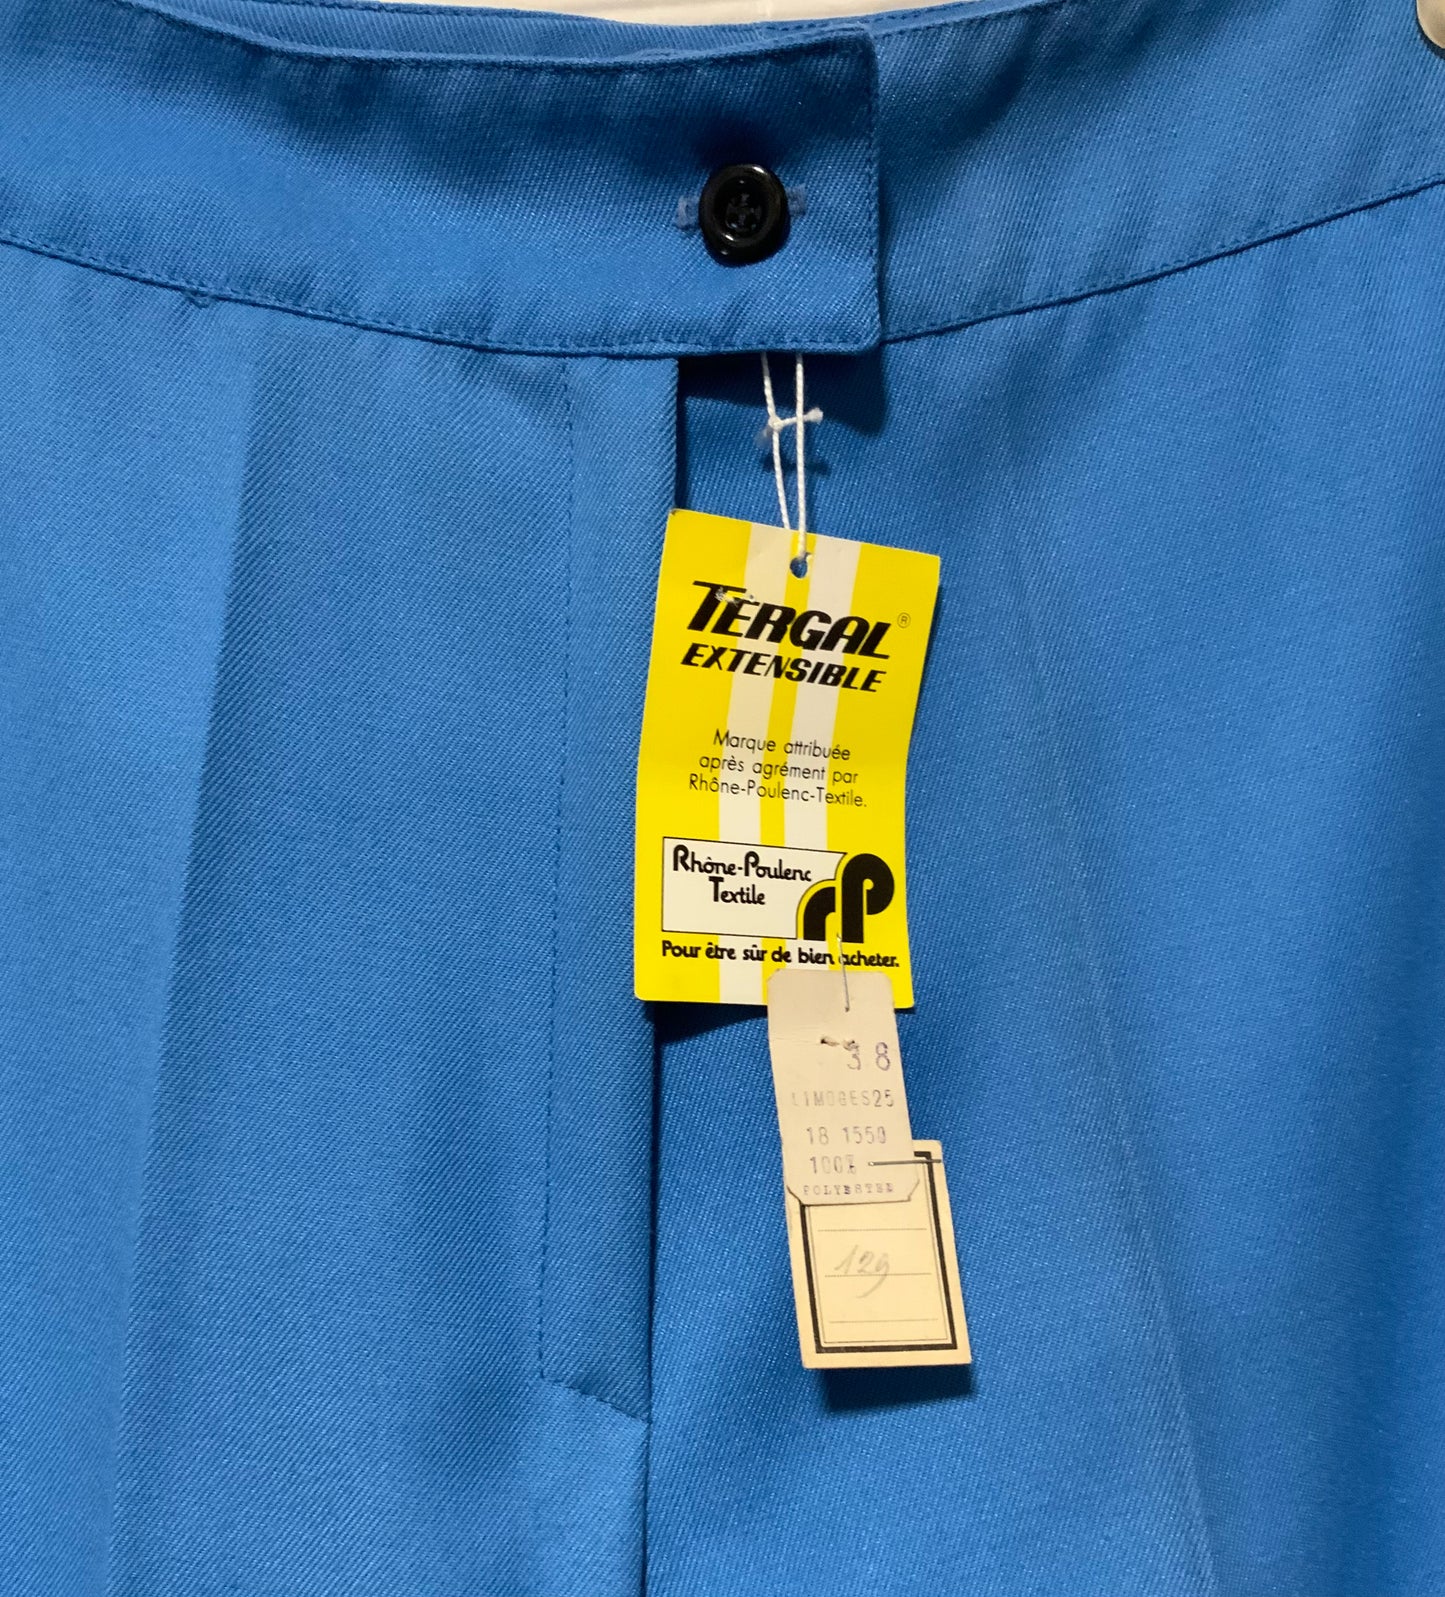 TERGAL ®
EXTENSIBLE
Marque attribuée
après agrément par
Rhône-Poulenc-Textile.
Rhône-Poulenc
Textile
rP
Pour être sûr de bien acheter.
38
LIMOGES25
18 1550
100%
POLYESTER
129